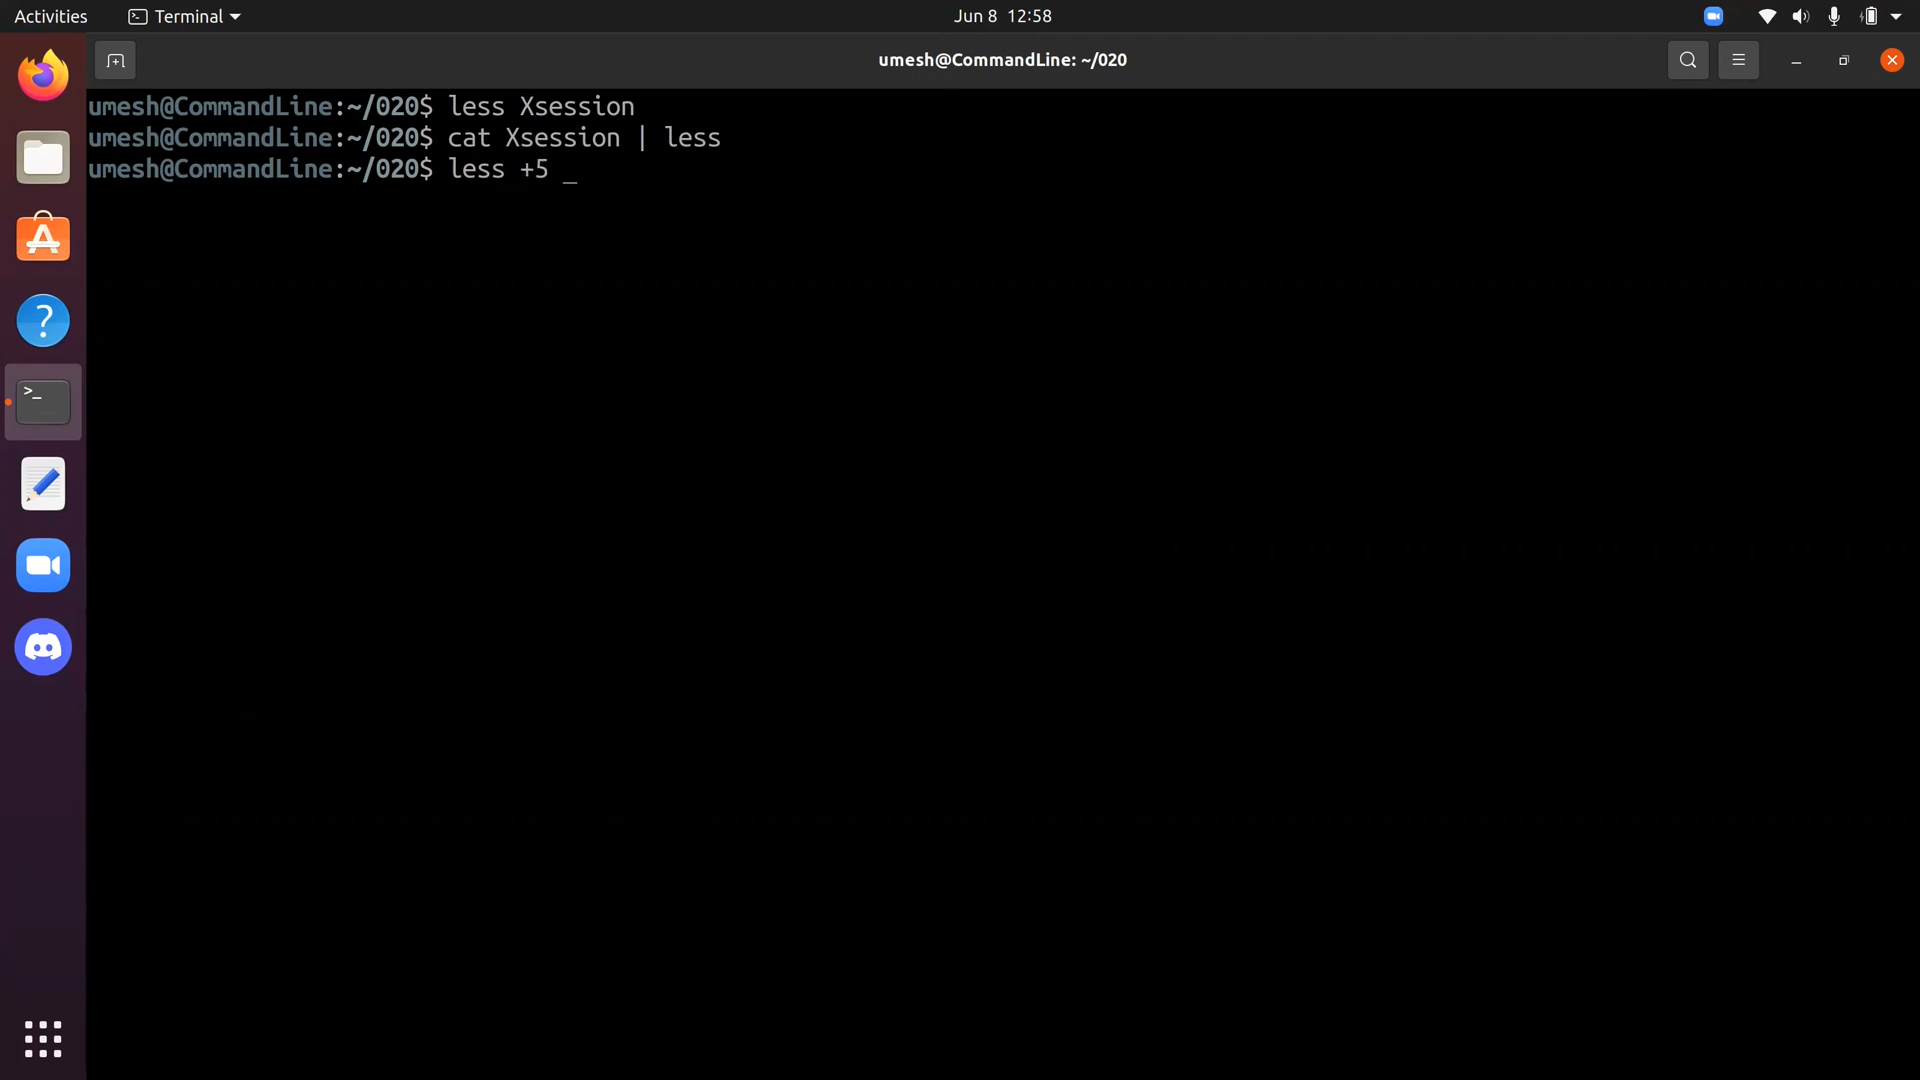 Activities Terminal Jun 8 12:58
umesh@CommandLine: ~/020
umesh@CommandLine:~/020$ less Xsession
umesh@CommandLine:~/020$ cat Xsession | less
umesh@CommandLine:~/020$ less +5 _